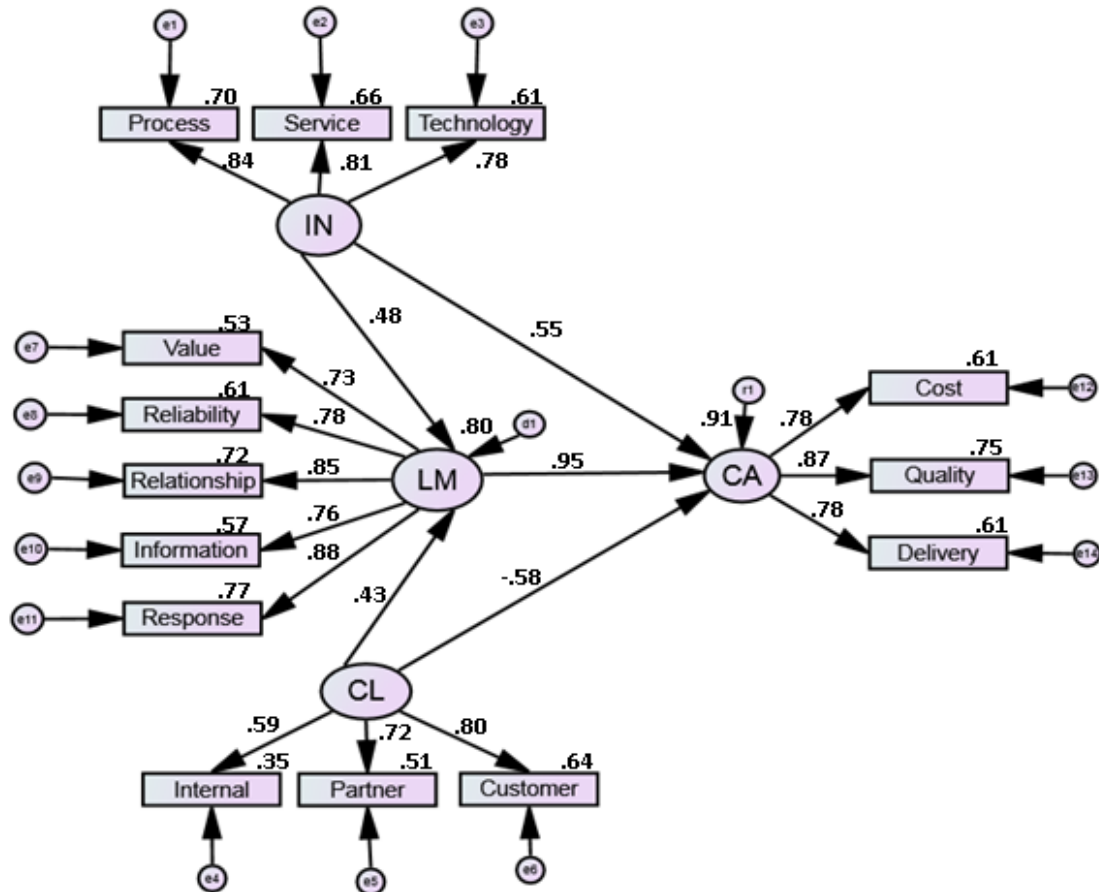 e1
e2
e3
.70
.66
.61
Process
Service
Technology
.84
.81
.78
IN
.48
.55
.53
e7
Value
.73
.61
e8
Reliability
.78
.80
d1
r1
.91
.61
Cost
e12
.78
.72
e9
Relationship
.85
LM
.95
CA
.87
.75
Quality
e13
.57
e10
Information
.76
.78
.61
Delivery
e14
.88
.77
e11
Response
.43
-.58
CL
.59
.72
.80
.35
.51
.64
Internal
Partner
Customer
e4
e5
e6